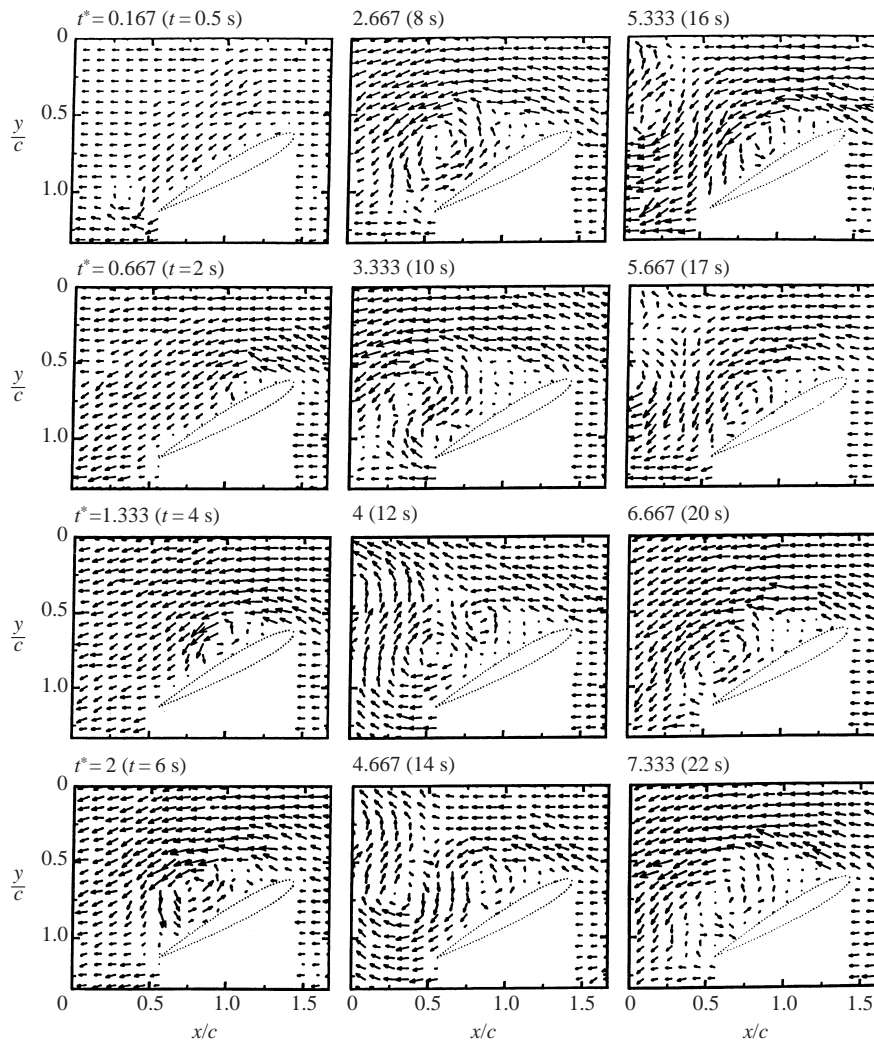 t* = 0.167 (t = 0.5 s)
2.667 (8 s)
5.333 (16 s)
0
0.5
y/c
1.0
t* = 0.667 (t = 2 s)
3.333 (10 s)
5.667 (17 s)
0
0.5
y/c
1.0
t* =1.333 (t = 4 s)
4 (12 s)
6.667 (20 s)
0
0.5
y/c
1.0
t* = 2 (t = 6 s)
4.667 (14 s)
7.333 (22 s)
0
0.5
y/c
1.0
0 0.5 1.0 1.5 0 0.5 1.0 1.5 0 0.5 1.0 1.5
x/c x/c x/c